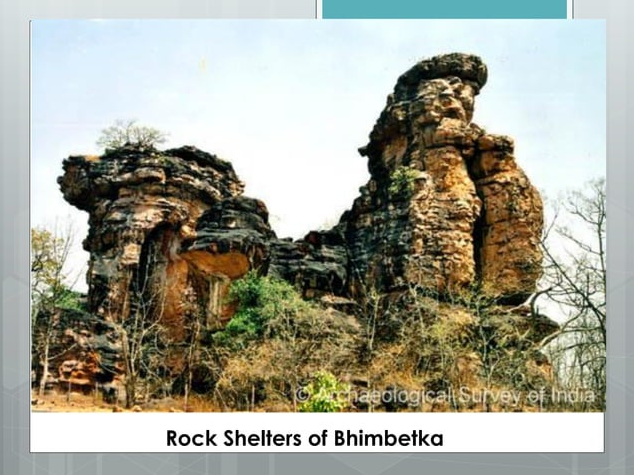 © Archaeological Survey of India
Rock Shelters of Bhimbetka